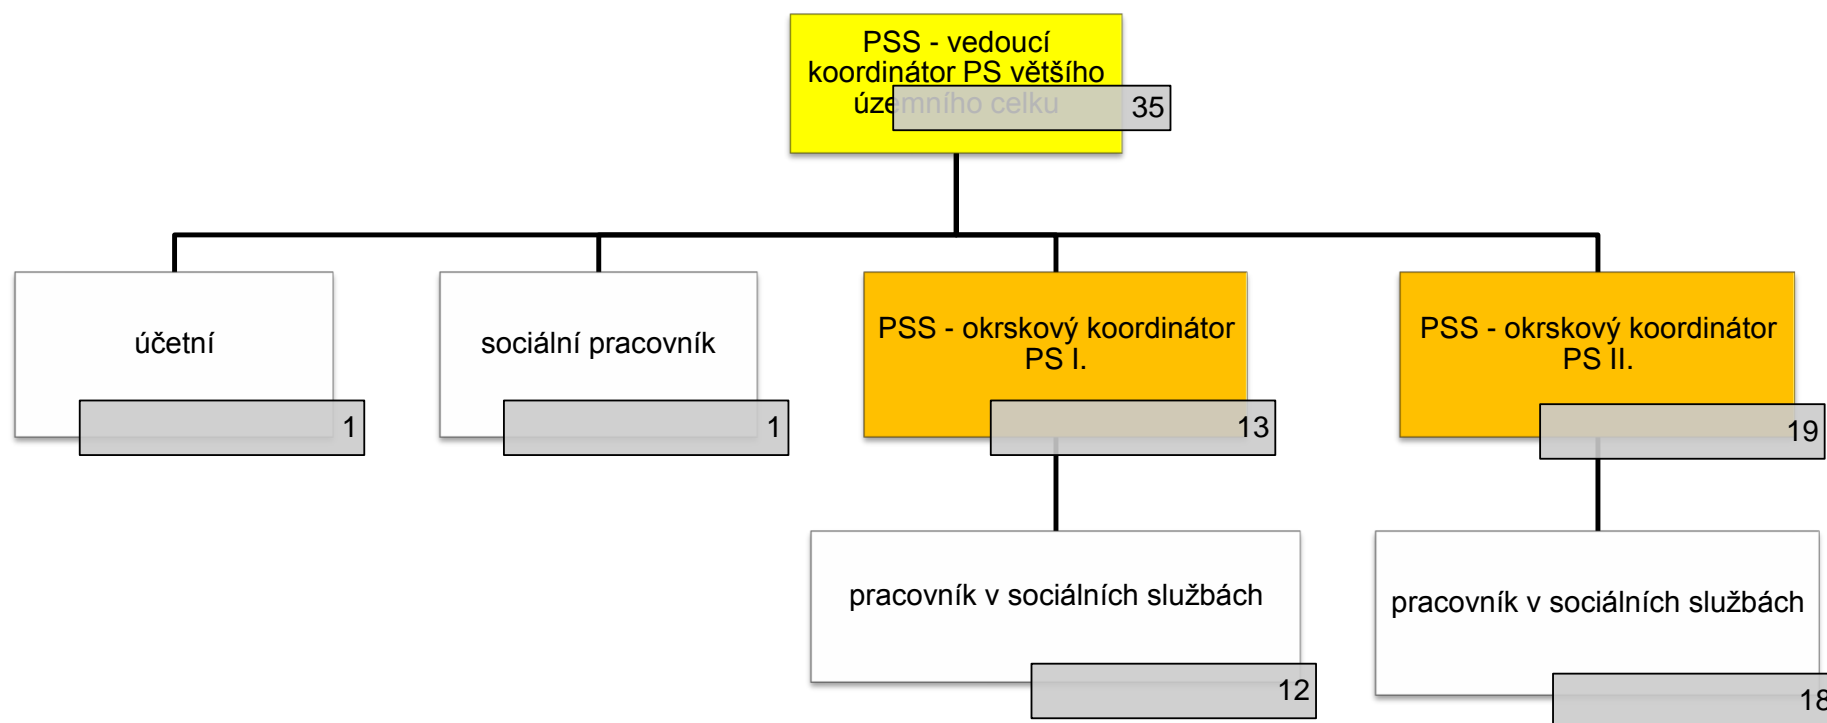 PSS - vedoucí
koordinátor PS většího
územního celku
35
účetní
1
sociální pracovník
1
PSS - okrskový koordinátor
PS I.
13
PSS - okrskový koordinátor
PS II.
19
pracovník v sociálních službách
12
pracovník v sociálních službách
18